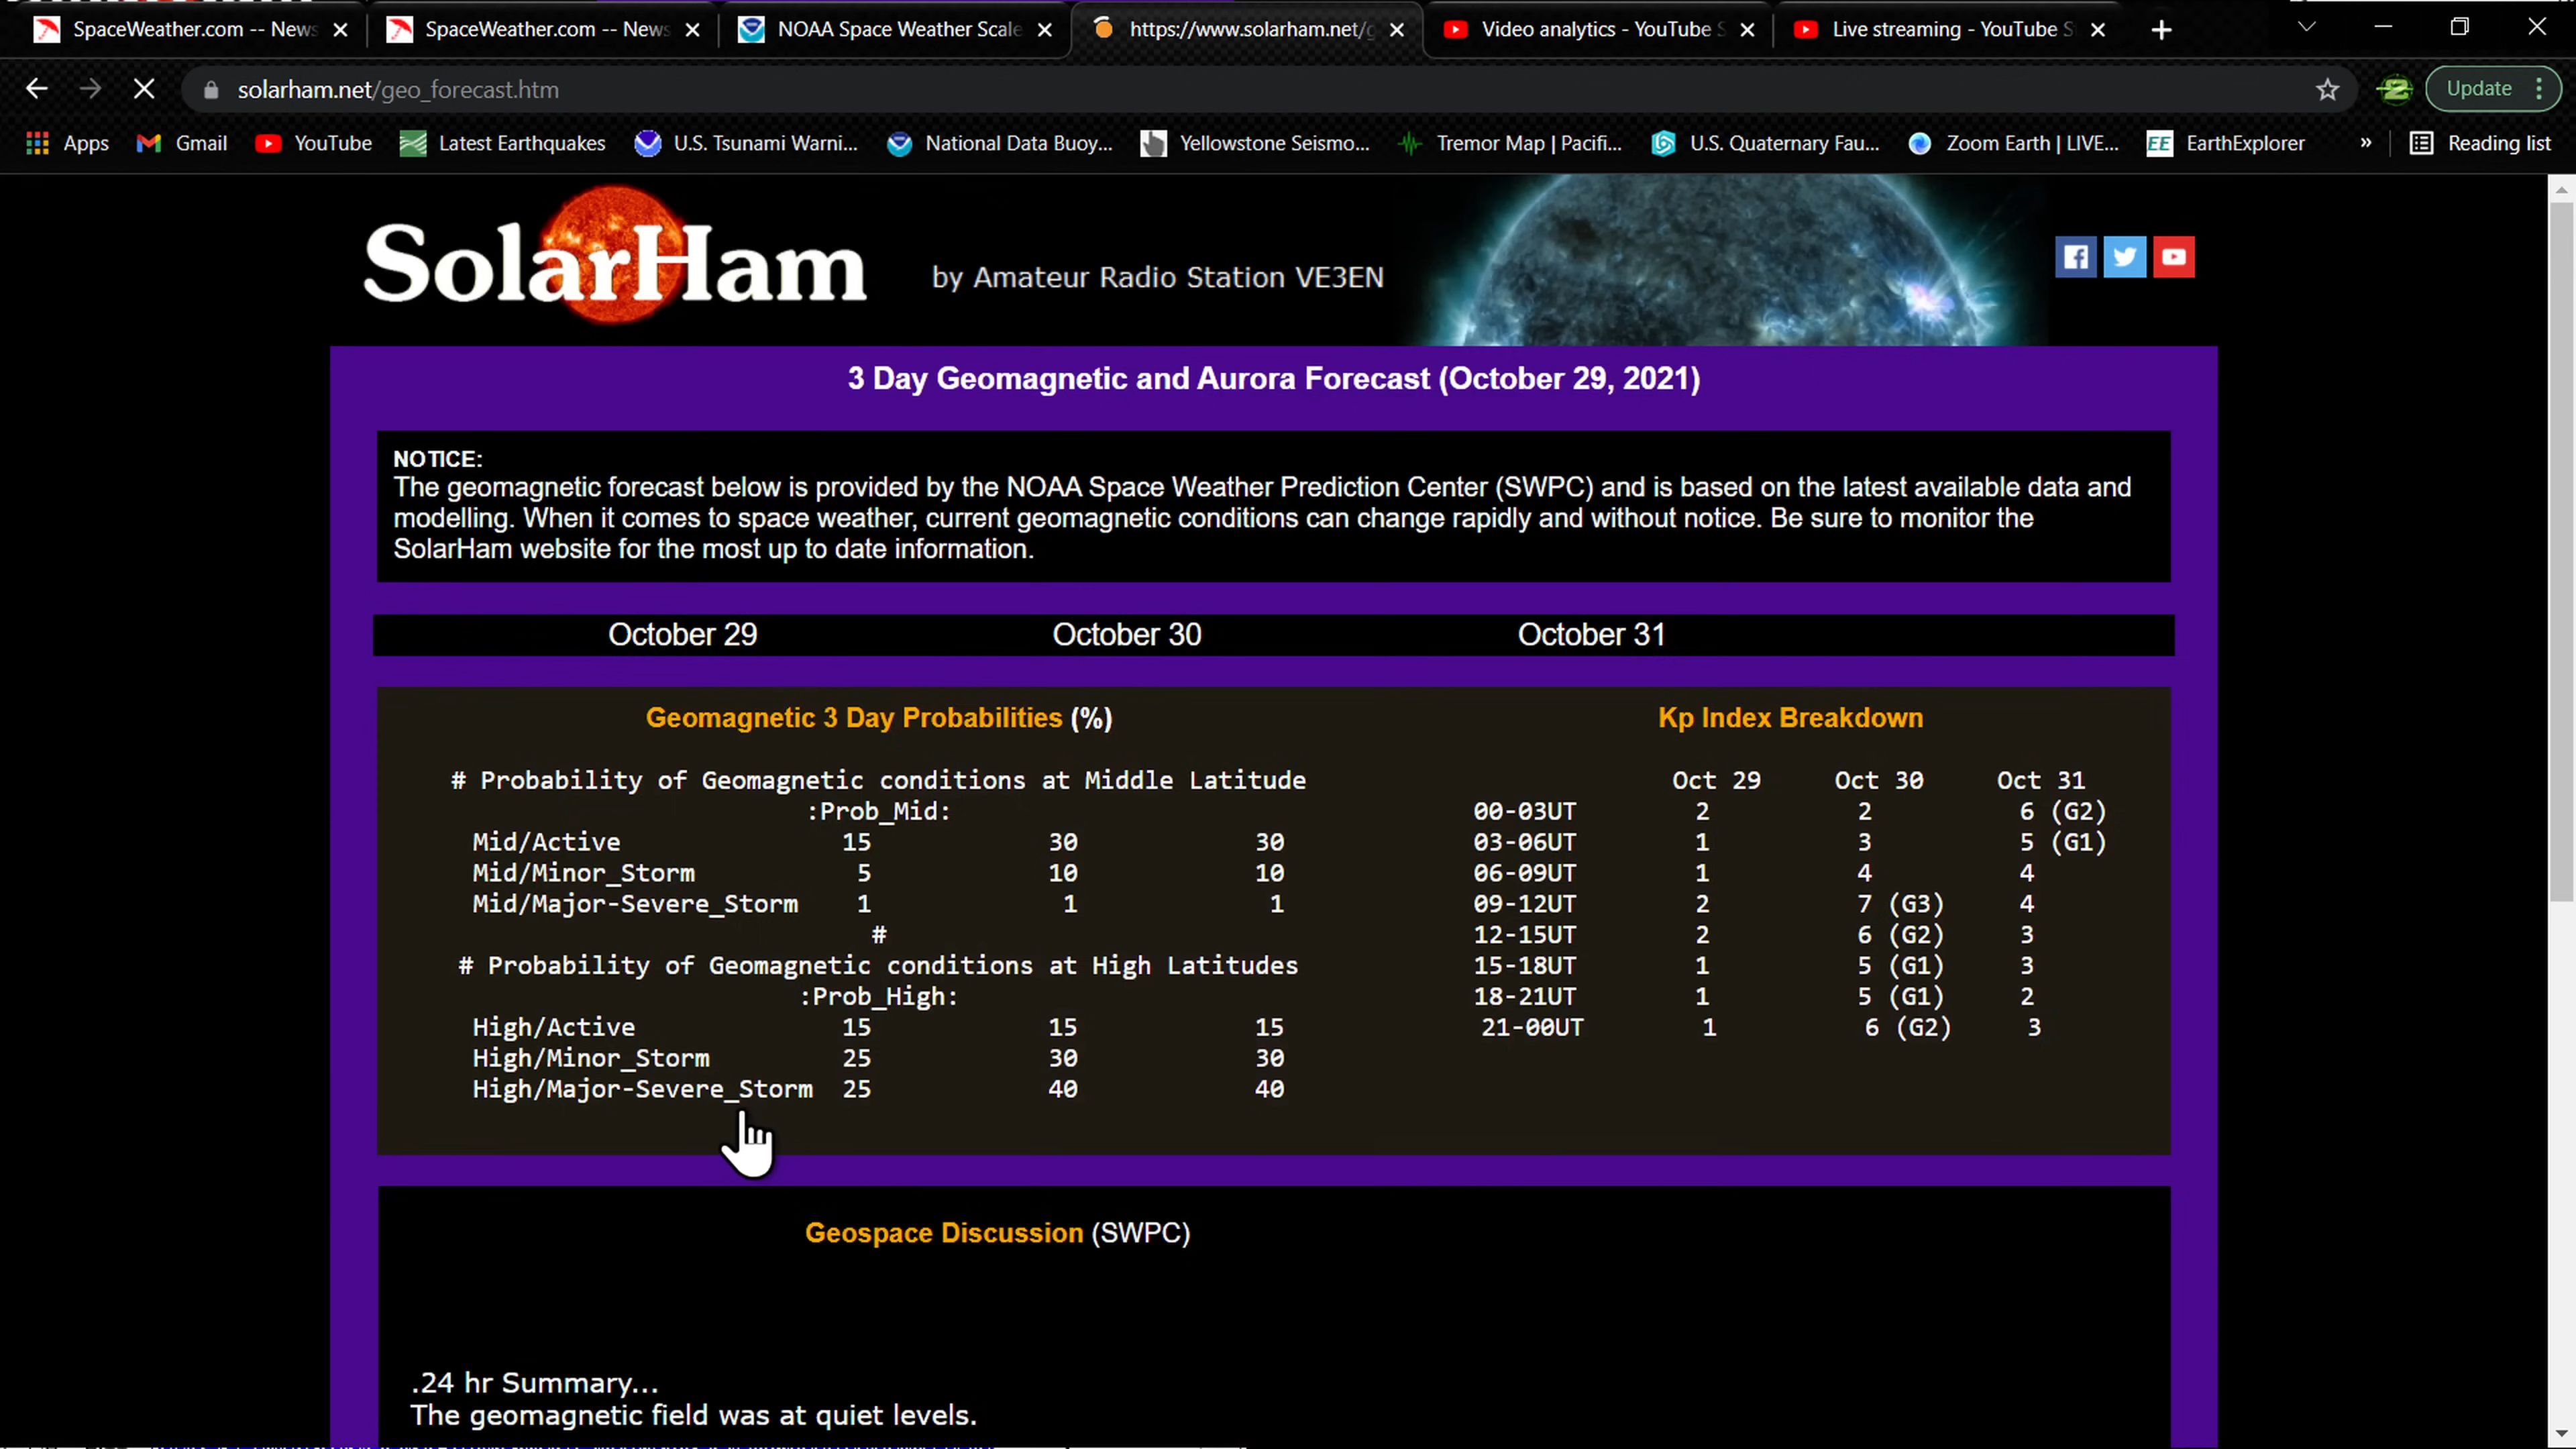 SpaceWeather.com -- News
SpaceWeather.com -- News
NOAA Space Weather Scale
https://www.solarham.net/g
Video analytics - YouTube S
Live streaming - YouTube S
solarham.net/geo_forecast.htm
Update
Apps
Gmail
YouTube
Latest Earthquakes
U.S. Tsunami Warni...
National Data Buoy...
Yellowstone Seismo...
Tremor Map | Pacifi...
U.S. Quaternary Fau...
Zoom Earth | LIVE...
EE EarthExplorer
»
Reading list
SolarHam
by Amateur Radio Station VE3EN
3 Day Geomagnetic and Aurora Forecast (October 29, 2021)
NOTICE:
The geomagnetic forecast below is provided by the NOAA Space Weather Prediction Center (SWPC) and is based on the latest available data and
modelling. When it comes to space weather, current geomagnetic conditions can change rapidly and without notice. Be sure to monitor the
SolarHam website for the most up to date information.
October 29 October 30 October 31
Geomagnetic 3 Day Probabilities (%)
# Probability of Geomagnetic conditions at Middle Latitude
:Prob_Mid:
Mid/Active 15 30 30
Mid/Minor_Storm 5 10 10
Mid/Major-Severe_Storm 1 1 1
#
# Probability of Geomagnetic conditions at High Latitudes
:Prob_High:
High/Active 15 15 15
High/Minor_Storm 25 30 30
High/Major-Severe_Storm 25 40 40
Kp Index Breakdown
Oct 29 Oct 30 Oct 31
00-03UT 2 2 6 (G2)
03-06UT 1 3 5 (G1)
06-09UT 1 4 4
09-12UT 2 7 (G3) 4
12-15UT 2 6 (G2) 3
15-18UT 1 5 (G1) 3
18-21UT 1 5 (G1) 2
21-00UT 1 6 (G2) 3
Geospace Discussion (SWPC)
.24 hr Summary...
The geomagnetic field was at quiet levels.